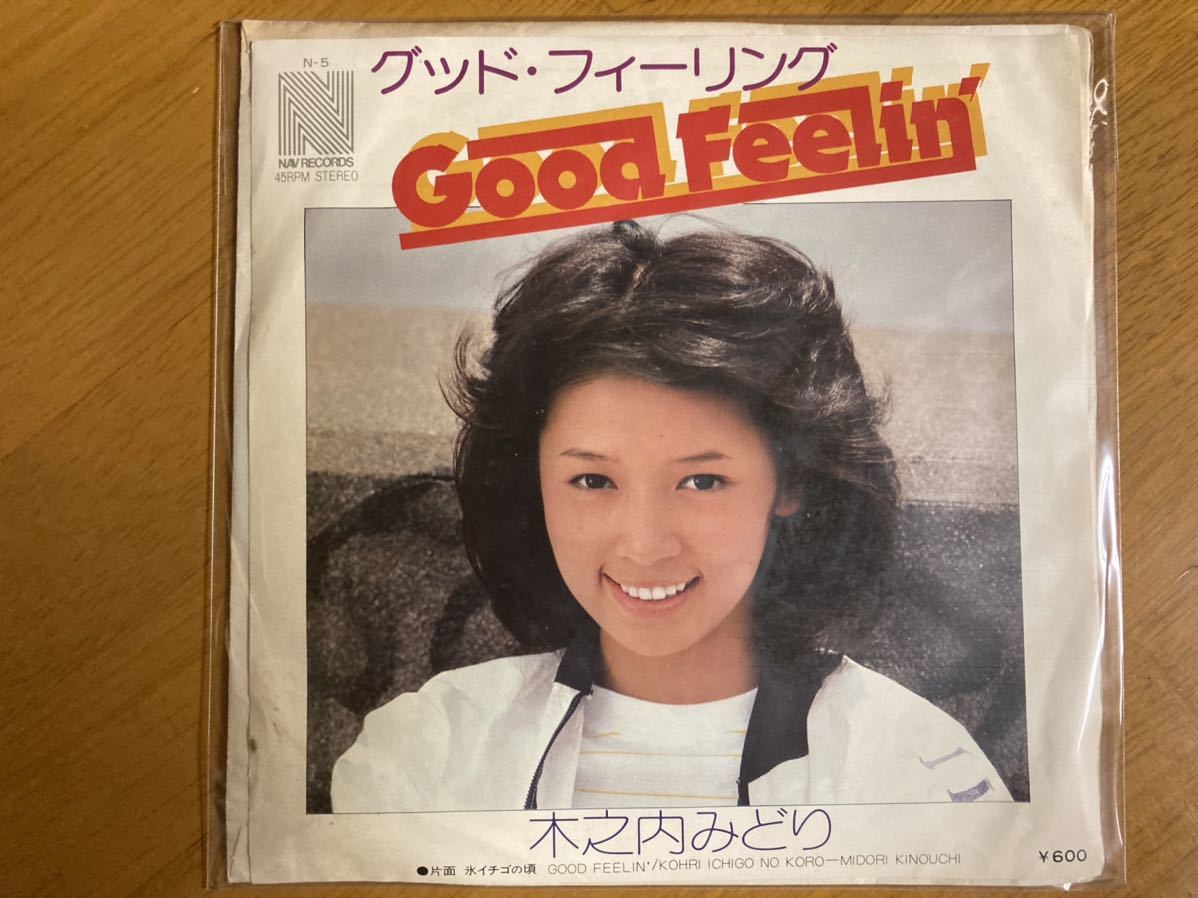 N-5
NAV RECORDS
45RPM STEREO
グッド・フィーリング
Good Feelin'
木之内みどり
●片面 氷イチゴの頃 GOOD FEELIN'/KOHRI ICHIGO NO KORO—MIDORI KINOUCHI
¥600